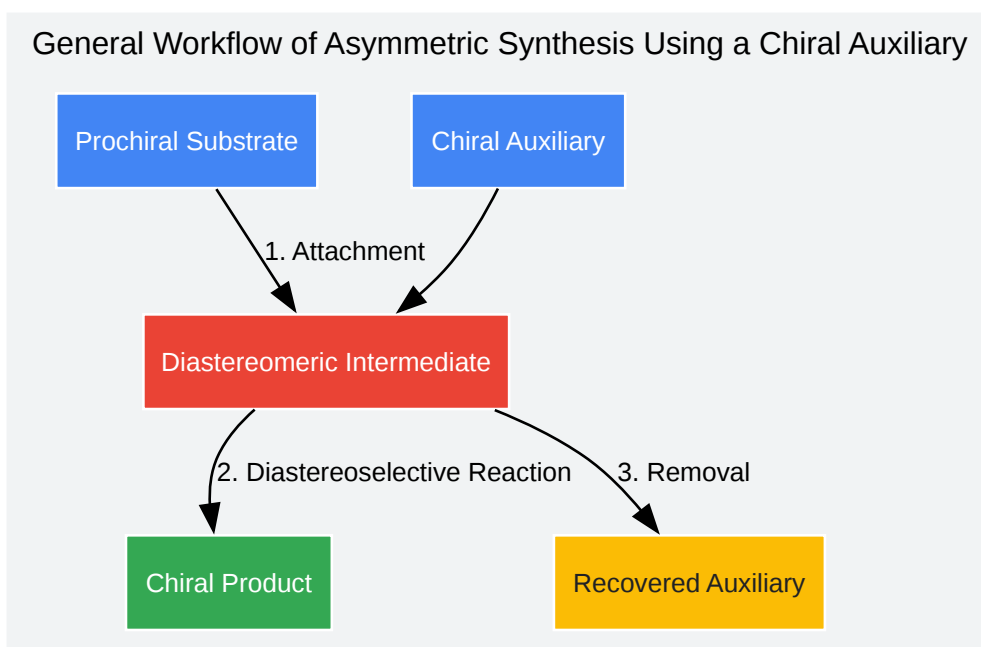 General Workflow of Asymmetric Synthesis Using a Chiral Auxiliary
Prochiral Substrate
Chiral Auxiliary
1. Attachment
Diastereomeric Intermediate
2. Diastereoselective Reaction
3. Removal
Chiral Product
Recovered Auxiliary